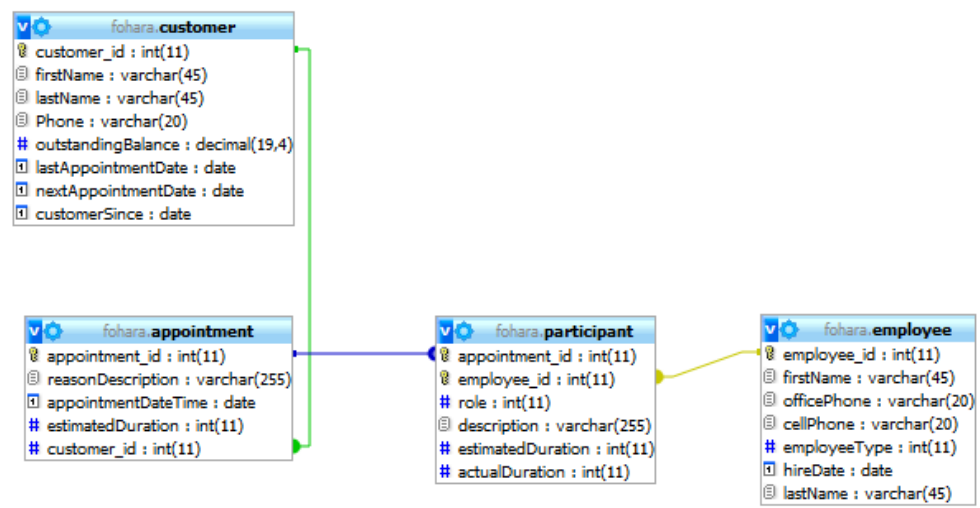 fohara.customer
customer_id : int(11)
firstName : varchar(45)
lastName : varchar(45)
Phone : varchar(20)
# outstandingBalance : decimal(19,4)
lastAppointmentDate : date
nextAppointmentDate : date
customerSince : date
fohara.appointment
appointment_id : int(11)
reasonDescription : varchar(255)
appointmentDateTime : date
# estimatedDuration : int(11)
# customer_id : int(11)
fohara.participant
appointment_id : int(11)
employee_id : int(11)
# role : int(11)
description : varchar(255)
# estimatedDuration : int(11)
# actualDuration : int(11)
fohara.employee
employee_id : int(11)
firstName : varchar(45)
officePhone : varchar(20)
cellPhone : varchar(20)
# employeeType : int(11)
hireDate : date
lastName : varchar(45)